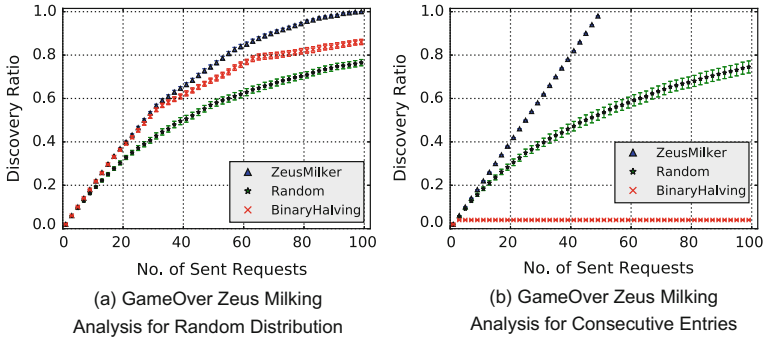 1.0
0.8
0.6
0.4
0.2
0.0
Discovery Ratio
ZeusMilker
Random
BinaryHalving
0 20 40 60 80 100
No. of Sent Requests
(a) GameOver Zeus Milking
Analysis for Random Distribution
1.0
0.8
0.6
0.4
0.2
0.0
Discovery Ratio
ZeusMilker
Random
BinaryHalving
0 20 40 60 80 100
No. of Sent Requests
(b) GameOver Zeus Milking
Analysis for Consecutive Entries